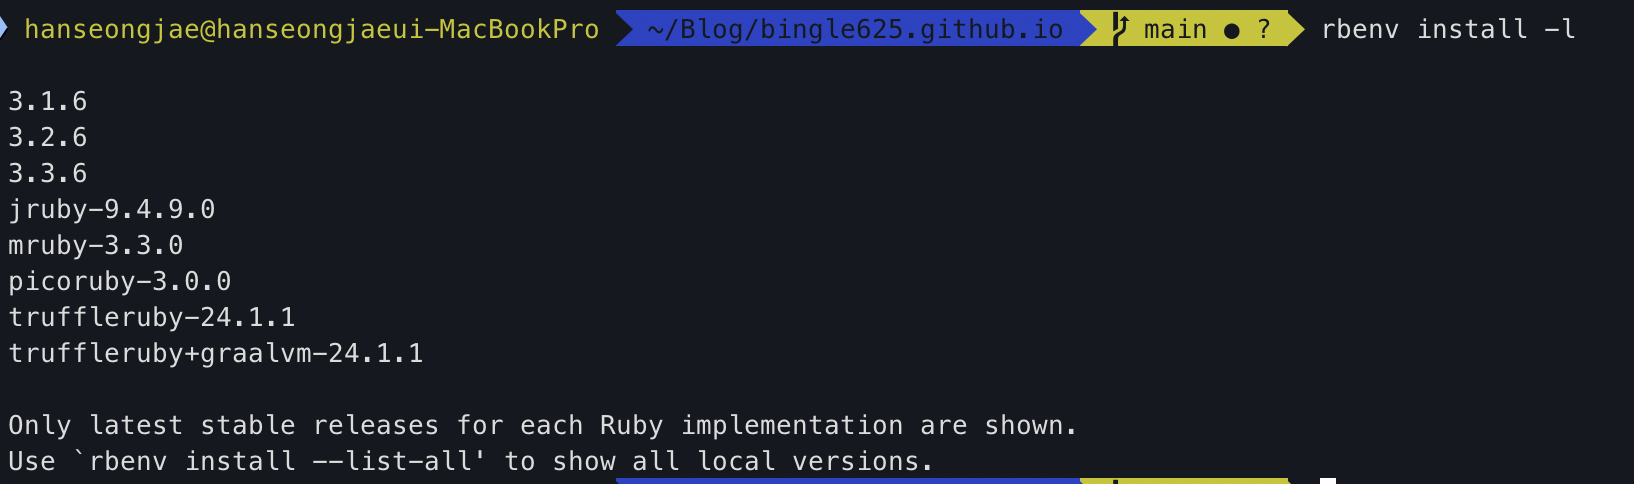 hanseongjae@hanseongjaeui-MacBookPro ~/Blog/bingle625.github.io main ● ? rbenv install -l
3.1.6
3.2.6
3.3.6
jruby-9.4.9.0
mruby-3.3.0
picoruby-3.0.0
truffleruby-24.1.1
truffleruby+graalvm-24.1.1
Only latest stable releases for each Ruby implementation are shown.
Use `rbenv install --list-all' to show all local versions.